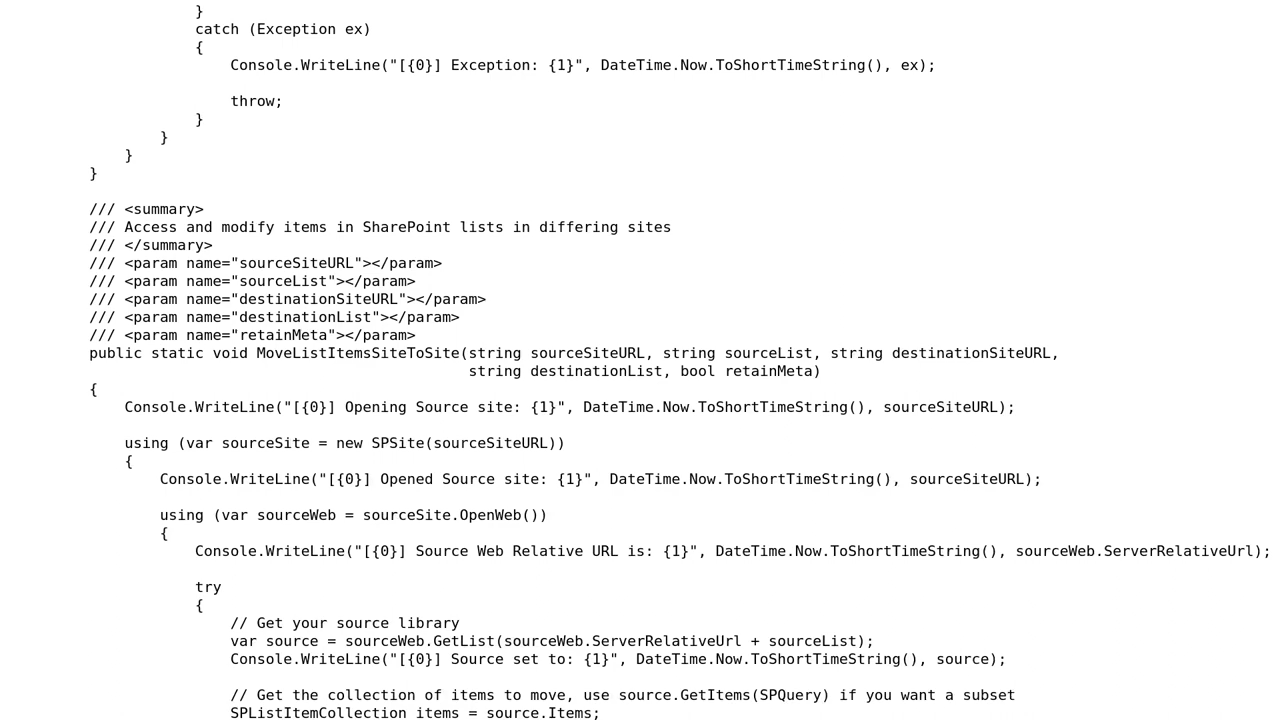 }
catch (Exception ex)
{
Console.WriteLine("[{0}] Exception: {1}", DateTime.Now.ToShortTimeString(), ex);
throw;
}
}
}
}
/// <summary>
/// Access and modify items in SharePoint lists in differing sites
/// </summary>
/// <param name="sourceSiteURL"></param>
/// <param name="sourceList"></param>
/// <param name="destinationSiteURL"></param>
/// <param name="destinationList"></param>
/// <param name="retainMeta"></param>
public static void MoveListItemsSiteToSite(string sourceSiteURL, string sourceList, string destinationSiteURL,
string destinationList, bool retainMeta)
{
Console.WriteLine("[{0}] Opening Source site: {1}", DateTime.Now.ToShortTimeString(), sourceSiteURL);
using (var sourceSite = new SPSite(sourceSiteURL))
{
Console.WriteLine("[{0}] Opened Source site: {1}", DateTime.Now.ToShortTimeString(), sourceSiteURL);
using (var sourceWeb = sourceSite.OpenWeb())
{
Console.WriteLine("[{0}] Source Web Relative URL is: {1}", DateTime.Now.ToShortTimeString(), sourceWeb.ServerRelativeUrl);
try
{
// Get your source library
var source = sourceWeb.GetList(sourceWeb.ServerRelativeUrl + sourceList);
Console.WriteLine("[{0}] Source set to: {1}", DateTime.Now.ToShortTimeString(), source);
// Get the collection of items to move, use source.GetItems(SPQuery) if you want a subset
SPListItemCollection items = source.Items;